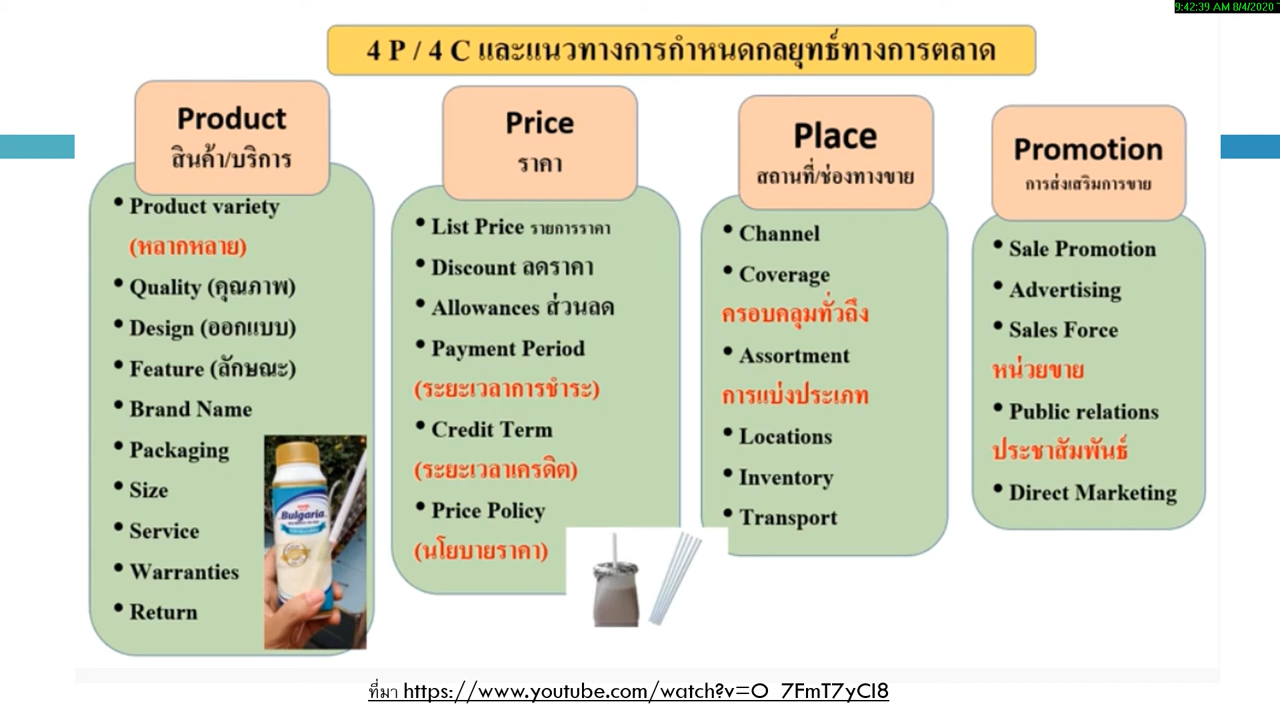 9:42:39 AM 8/4/2020
4 P / 4 C และแนวทางการกำหนดกลยุทธ์ทางการตลาด
Product
สินค้า/บริการ
• Product variety
(หลากหลาย)
• Quality (คุณภาพ)
• Design (ออกแบบ)
• Feature (ลักษณะ)
• Brand Name
• Packaging
• Size
• Service
• Warranties
• Return
Bulgaria
Price
ราคา
• List Price รายการราคา
• Discount ลดราคา
• Allowances ส่วนลด
• Payment Period
(ระยะเวลาการชำระ)
• Credit Term
(ระยะเวลาเครดิต)
• Price Policy
(นโยบายราคา)
Place
สถานที่/ช่องทางขาย
• Channel
• Coverage
ครอบคลุมทั่วถึง
• Assortment
การแบ่งประเภท
• Locations
• Inventory
• Transport
Promotion
การส่งเสริมการขาย
• Sale Promotion
• Advertising
• Sales Force
หน่วยขาย
• Public relations
ประชาสัมพันธ์
• Direct Marketing
ที่มา https://www.youtube.com/watch?v=O_7FmT7yCI8